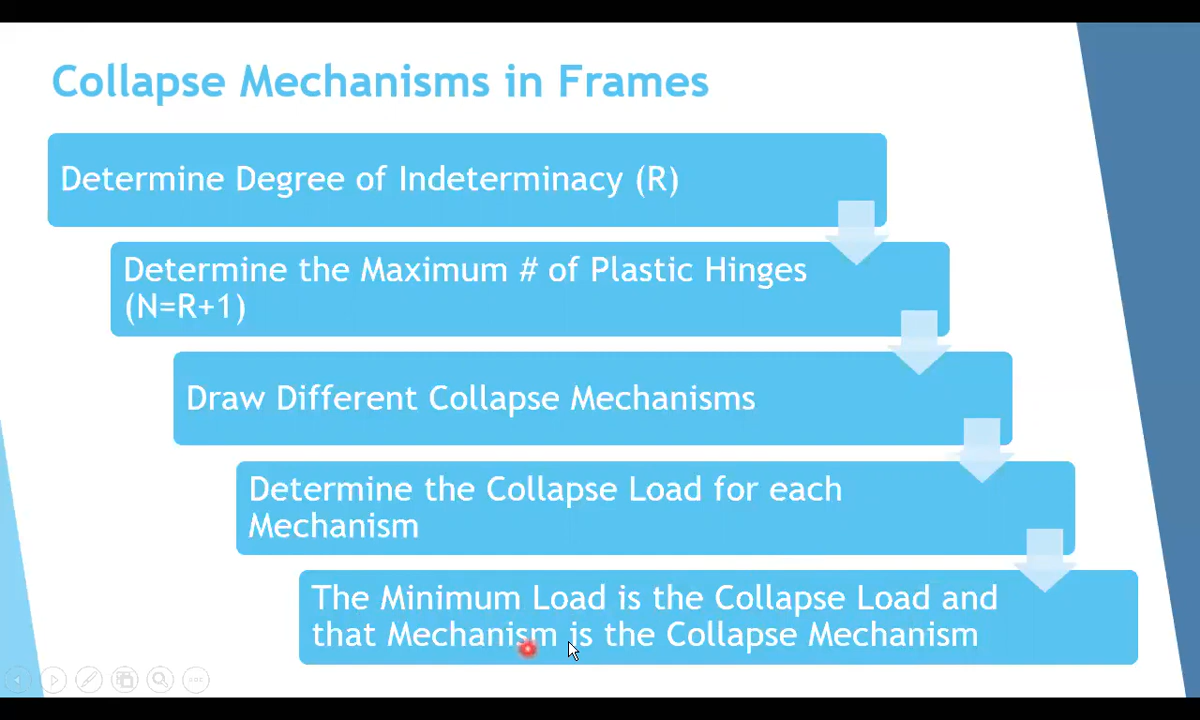 Collapse Mechanisms in Frames
Determine Degree of Indeterminacy (R)
Determine the Maximum # of Plastic Hinges
(N=R+1)
Draw Different Collapse Mechanisms
Determine the Collapse Load for each
Mechanism
The Minimum Load is the Collapse Load and
that Mechanism is the Collapse Mechanism